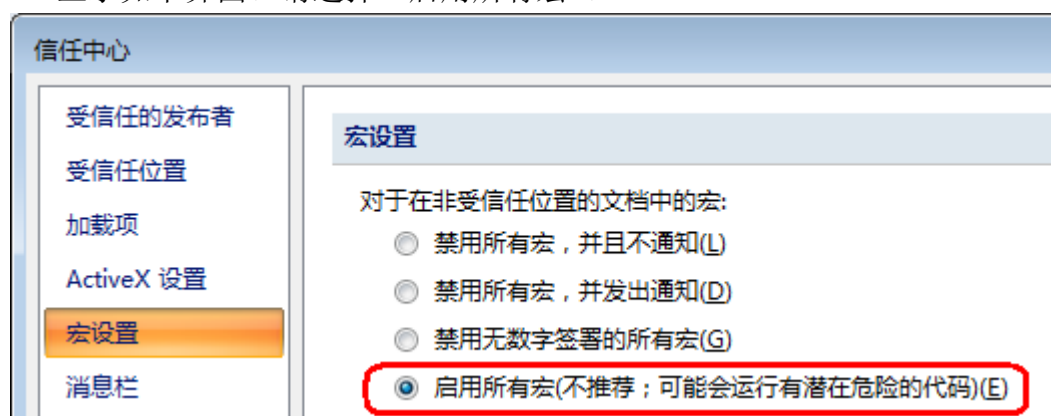 信任中心
受信任的发布者
受信任位置
加载项
ActiveX 设置
宏设置
消息栏
宏设置
对于在非受信任位置的文档中的宏:
禁用所有宏，并且不通知(L)
禁用所有宏，并发出通知(D)
禁用无数字签署的所有宏(G)
启用所有宏(不推荐；可能会运行有潜在危险的代码)(E)